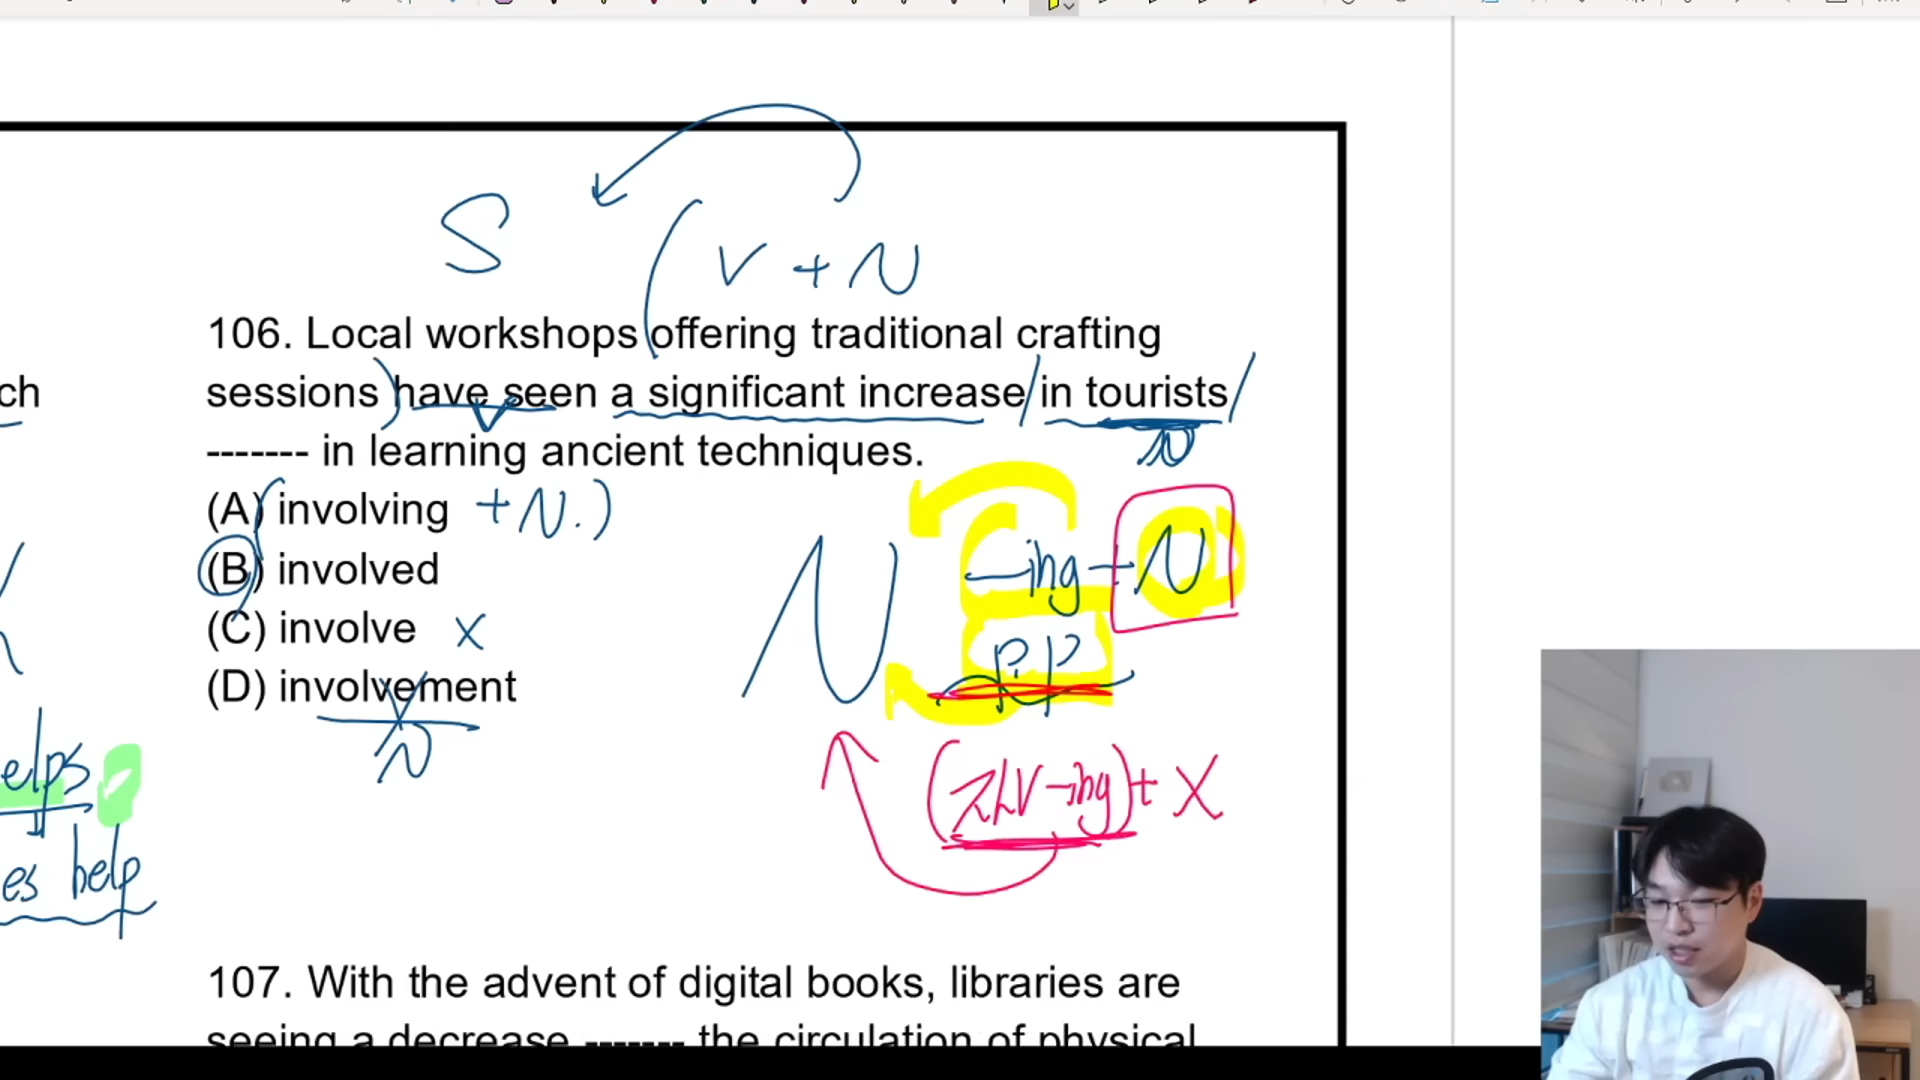 S
( V + N
106. Local workshops offering traditional crafting
ch
sessions ) have seen a significant increase / in tourists /
V
------- in learning ancient techniques.
N
(A) involving + N. )
(B) involved
(C) involve x
(D) involvement
N
N
-ing + N
p.p
( 자V-ing ) + X
elps
es help
107. With the advent of digital books, libraries are
seeing a decrease ------- the circulation of physical